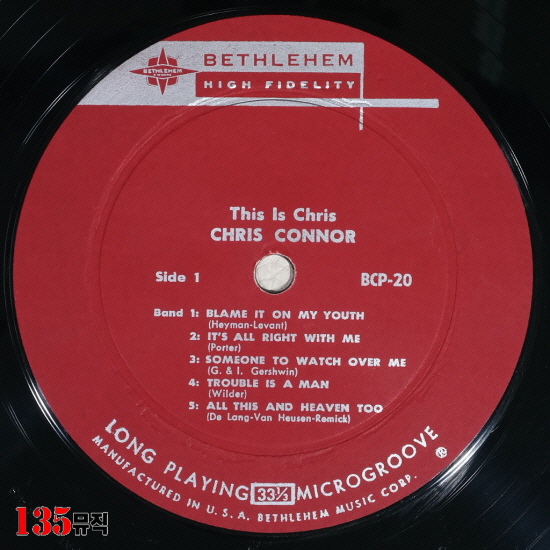 BETHLEHEM
BETHLEHEM
HIGH FIDELITY
This Is Chris
CHRIS CONNOR
Side 1 BCP-20
Band 1: BLAME IT ON MY YOUTH
(Heyman-Levant)
2: IT'S ALL RIGHT WITH ME
(Porter)
3: SOMEONE TO WATCH OVER ME
(G. & I. Gershwin)
4: TROUBLE IS A MAN
(Wilder)
5: ALL THIS AND HEAVEN TOO
(De Lang-Van Heusen-Remick)
LONG PLAYING 33⅓ MICROGROOVE ®
MANUFACTURED IN U.S.A. BETHLEHEM MUSIC CORP.
135뮤직